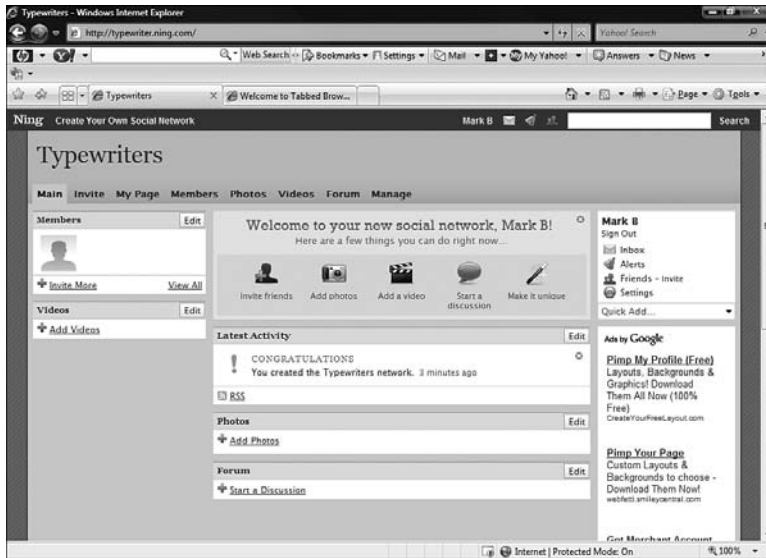 Typewriters - Windows Internet Explorer
http://typewriter.ning.com/
Yahoo! Search
Web Search Bookmarks Settings Mail My Yahoo! Answers News
Typewriters Welcome to Tabbed Brow... Page Tools
Ning Create Your Own Social Network Mark B Search
Typewriters
Main Invite My Page Members Photos Videos Forum Manage
Members Edit
Invite More View All
Videos Edit
Add Videos
Welcome to your new social network, Mark B!
Here are a few things you can do right now...
Invite friends Add photos Add a video Start a discussion Make it unique
Latest Activity Edit
CONGRATULATIONS
You created the Typewriters network. 3 minutes ago
RSS
Photos Edit
Add Photos
Forum Edit
Start a Discussion
Mark B
Sign Out
Inbox
Alerts
Friends - Invite
Settings
Quick Add...
Ads by Google
Pimp My Profile (Free)
Layouts, Backgrounds &
Graphics! Download
Them All Now (100%
Free)
CreateYourFreeLayout.com
Pimp Your Page
Custom Layouts &
Backgrounds to choose -
Download Them Now!
webfetti.smileycentral.com
Got Merchant Account
Internet | Protected Mode: On 100%